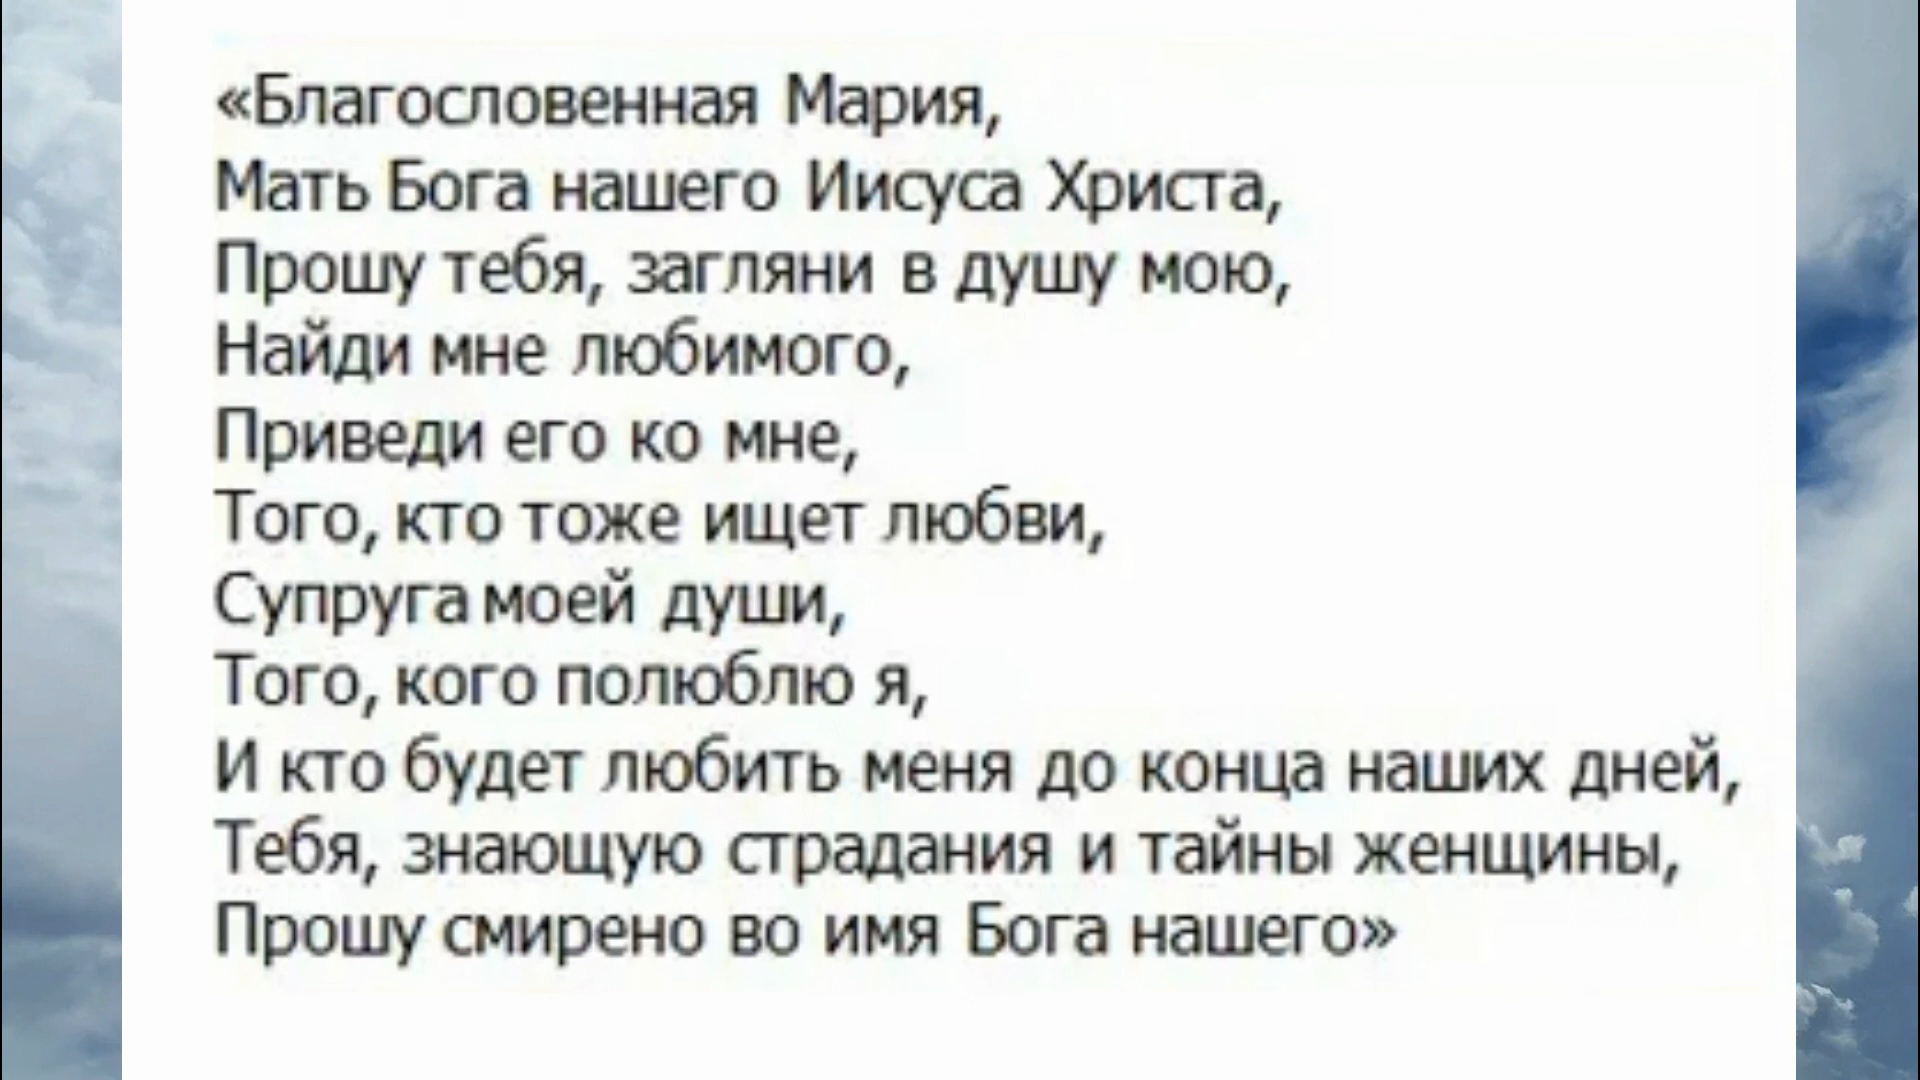 «Благословенная Мария,
Мать Бога нашего Иисуса Христа,
Прошу тебя, загляни в душу мою,
Найди мне любимого,
Приведи его ко мне,
Того, кто тоже ищет любви,
Супруга моей души,
Того, кого полюблю я,
И кто будет любить меня до конца наших дней,
Тебя, знающую страдания и тайны женщины,
Прошу смирено во имя Бога нашего»